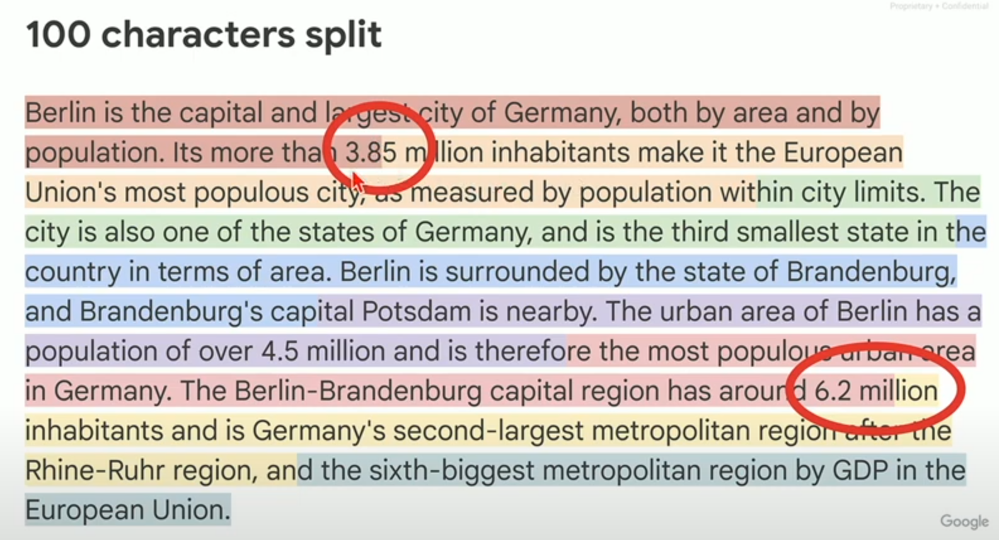 Proprietary + Confidential
100 characters split
Berlin is the capital and largest city of Germany, both by area and by
population. Its more than 3.85 million inhabitants make it the European
Union's most populous city, as measured by population within city limits. The
city is also one of the states of Germany, and is the third smallest state in the
country in terms of area. Berlin is surrounded by the state of Brandenburg,
and Brandenburg's capital Potsdam is nearby. The urban area of Berlin has a
population of over 4.5 million and is therefore the most populous urban area
in Germany. The Berlin-Brandenburg capital region has around 6.2 million
inhabitants and is Germany's second-largest metropolitan region after the
Rhine-Ruhr region, and the sixth-biggest metropolitan region by GDP in the
European Union.
Google